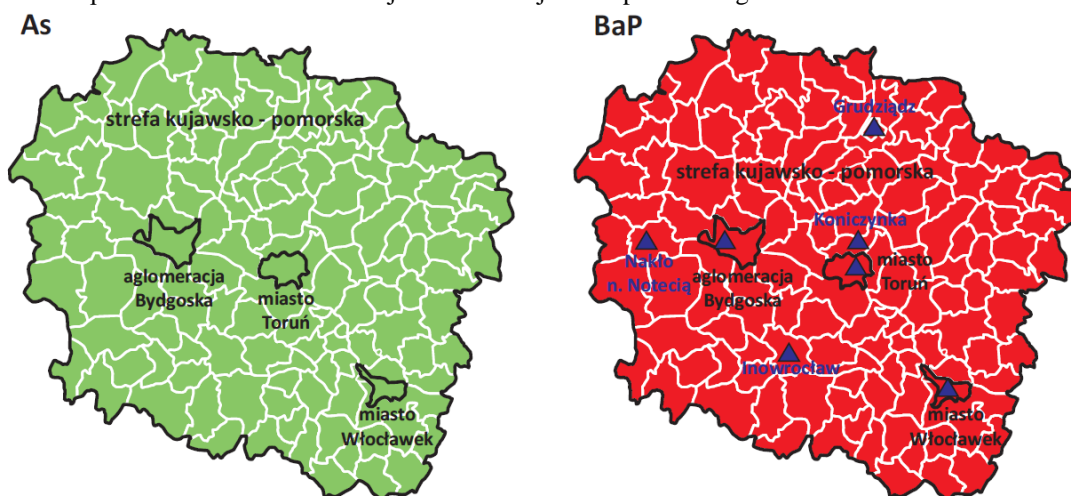 As
strefa kujawsko - pomorska
aglomeracja
Bydgoska
miasto
Toruń
miasto
Włocławek
BaP
Grudziądz
strefa kujawsko - pomorska
Koniczynka
Nakło
n. Notecią
aglomeracja
Bydgoska
miasto
Toruń
Inowrocław
miasto
Włocławek